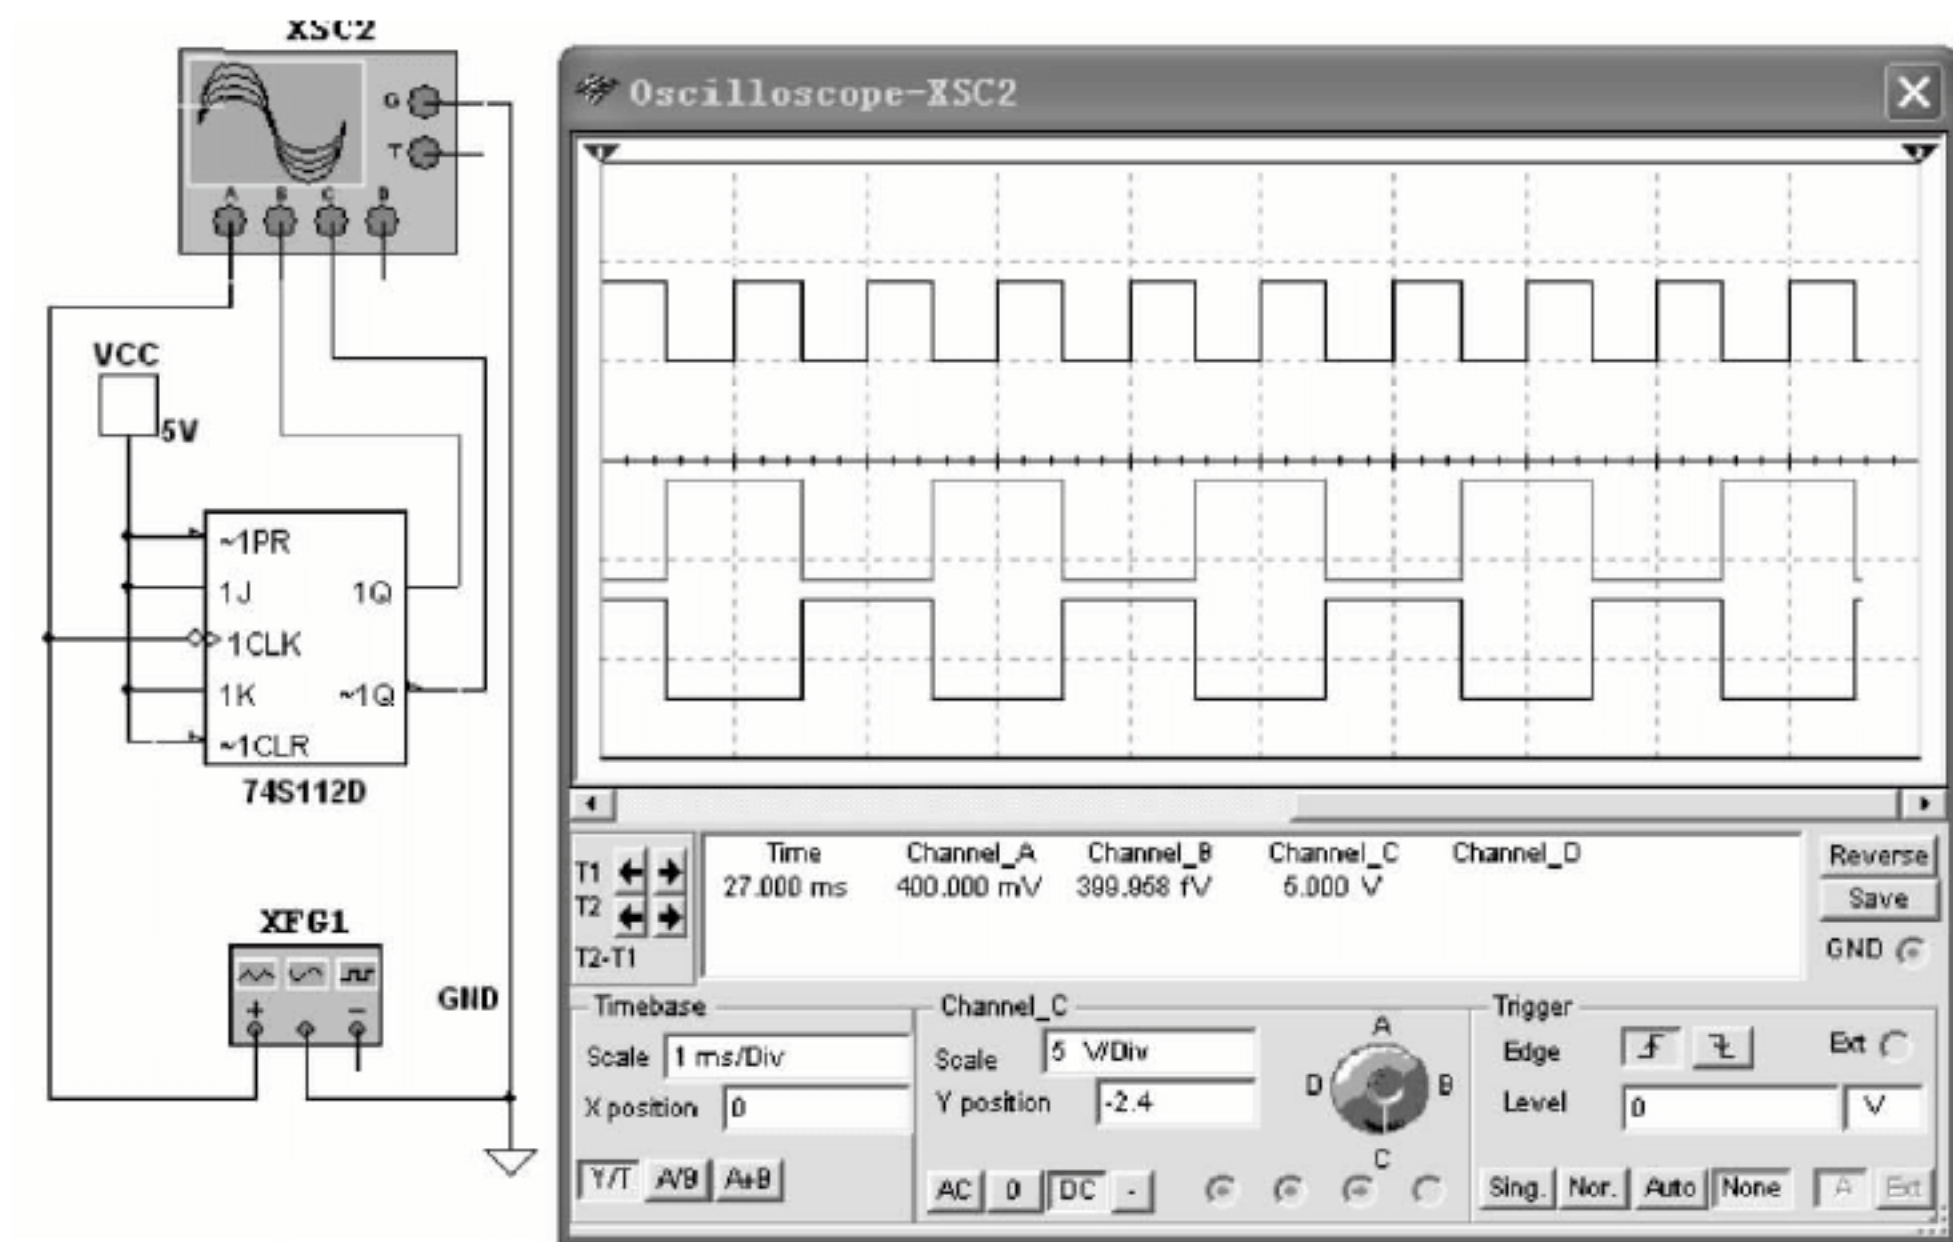 XSC2
G
T
A B C D
VCC
5V
~1PR
1J 1Q
1CLK
1K ~1Q
~1CLR
74S112D
XFG1
+ −
GND
Oscilloscope-XSC2
Time Channel_A Channel_B Channel_C Channel_D
T1 27.000 ms 400.000 mV 399.958 fV 5.000 V
T2
T2-T1
Reverse
Save
GND
Timebase
Scale 1 ms/Div
X position 0
Y/T A/B A+B
Channel_C
Scale 5 V/Div
Y position -2.4
AC 0 DC -
A
D B
C
Trigger
Edge Ext
Level 0 V
Sing. Nor. Auto None A Ext